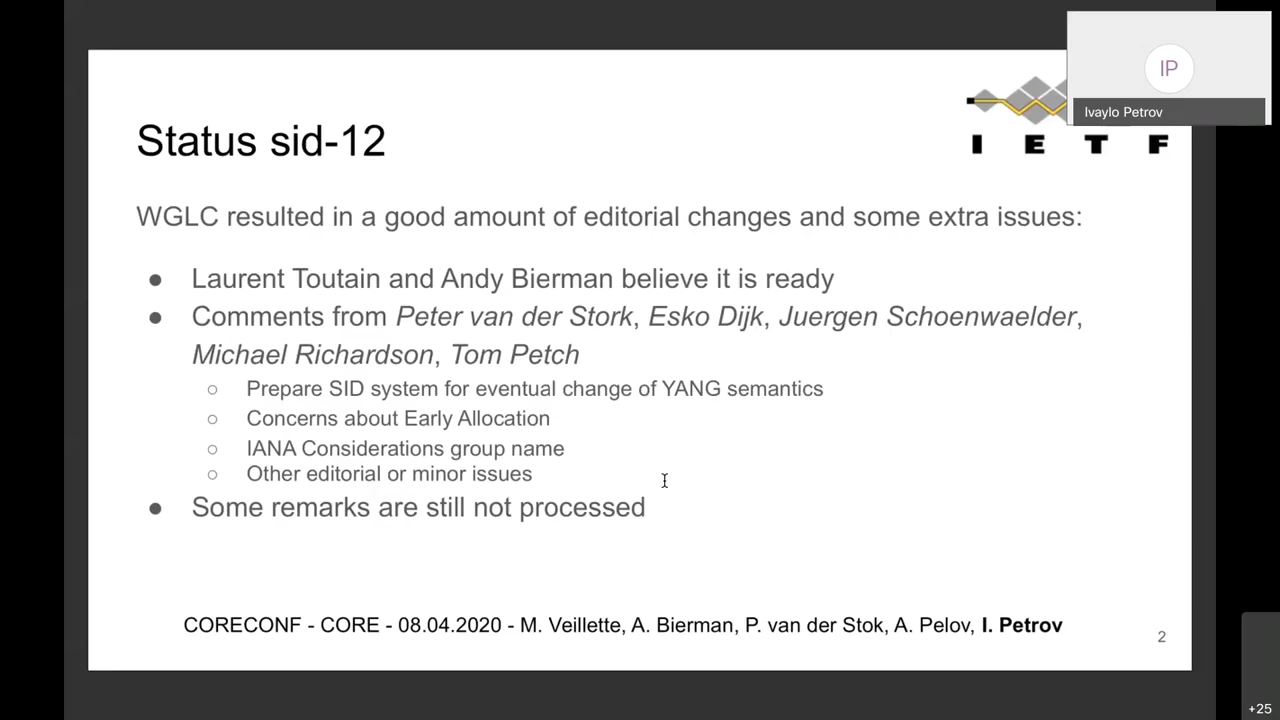 IP
Ivaylo Petrov
I E T F
Status sid-12
WGLC resulted in a good amount of editorial changes and some extra issues:
● Laurent Toutain and Andy Bierman believe it is ready
● Comments from Peter van der Stork, Esko Dijk, Juergen Schoenwaelder,
Michael Richardson, Tom Petch
○ Prepare SID system for eventual change of YANG semantics
○ Concerns about Early Allocation
○ IANA Considerations group name
○ Other editorial or minor issues
● Some remarks are still not processed
CORECONF - CORE - 08.04.2020 - M. Veillette, A. Bierman, P. van der Stok, A. Pelov, I. Petrov
2
+25